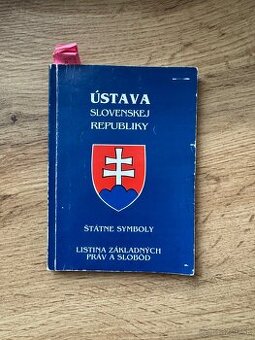 ÚSTAVA
SLOVENSKEJ
REPUBLIKY
ŠTÁTNE SYMBOLY
LISTINA ZÁKLADNÝCH
PRÁV A SLOBÔD